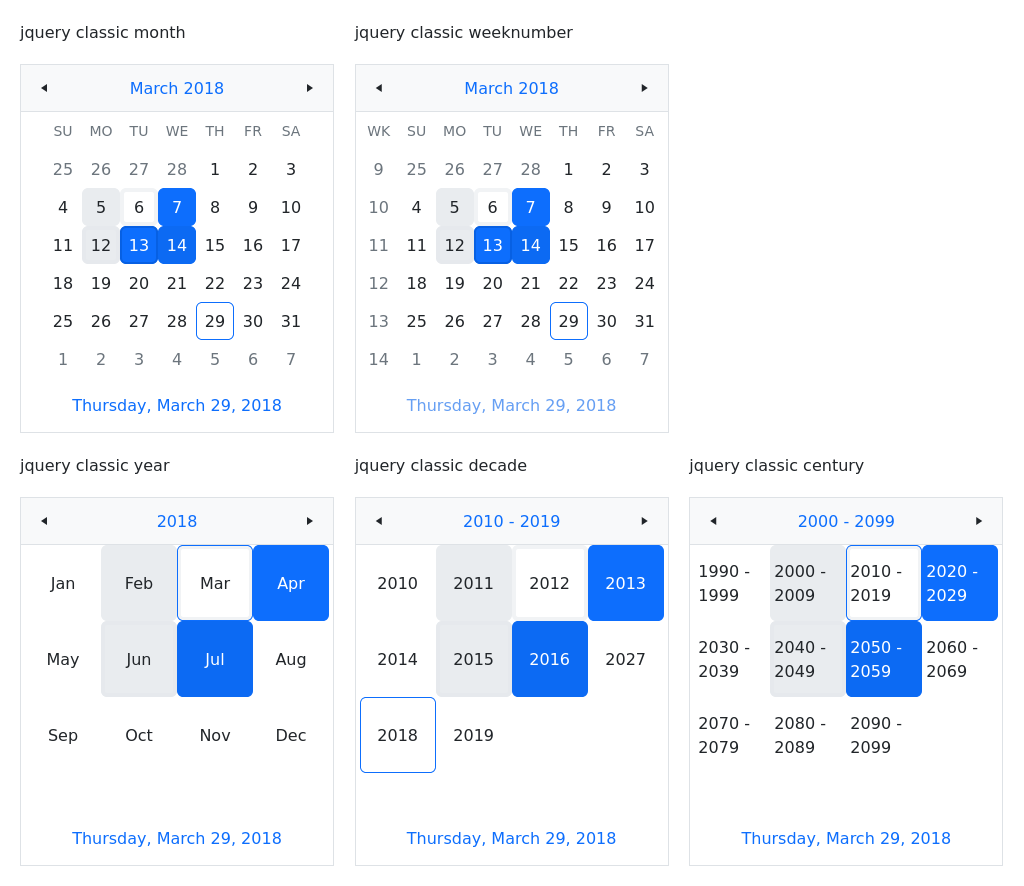 jquery classic month
March 2018
SU MO TU WE TH FR SA
25 26 27 28 1 2 3
4 5 6 7 8 9 10
11 12 13 14 15 16 17
18 19 20 21 22 23 24
25 26 27 28 29 30 31
1 2 3 4 5 6 7
Thursday, March 29, 2018
jquery classic weeknumber
March 2018
WK SU MO TU WE TH FR SA
9 25 26 27 28 1 2 3
10 4 5 6 7 8 9 10
11 11 12 13 14 15 16 17
12 18 19 20 21 22 23 24
13 25 26 27 28 29 30 31
14 1 2 3 4 5 6 7
Thursday, March 29, 2018
jquery classic year
2018
Jan Feb Mar Apr
May Jun Jul Aug
Sep Oct Nov Dec
Thursday, March 29, 2018
jquery classic decade
2010 - 2019
2010 2011 2012 2013
2014 2015 2016 2027
2018 2019
Thursday, March 29, 2018
jquery classic century
2000 - 2099
1990 - 2000 - 2010 - 2020 -
1999 2009 2019 2029
2030 - 2040 - 2050 - 2060 -
2039 2049 2059 2069
2070 - 2080 - 2090 -
2079 2089 2099
Thursday, March 29, 2018